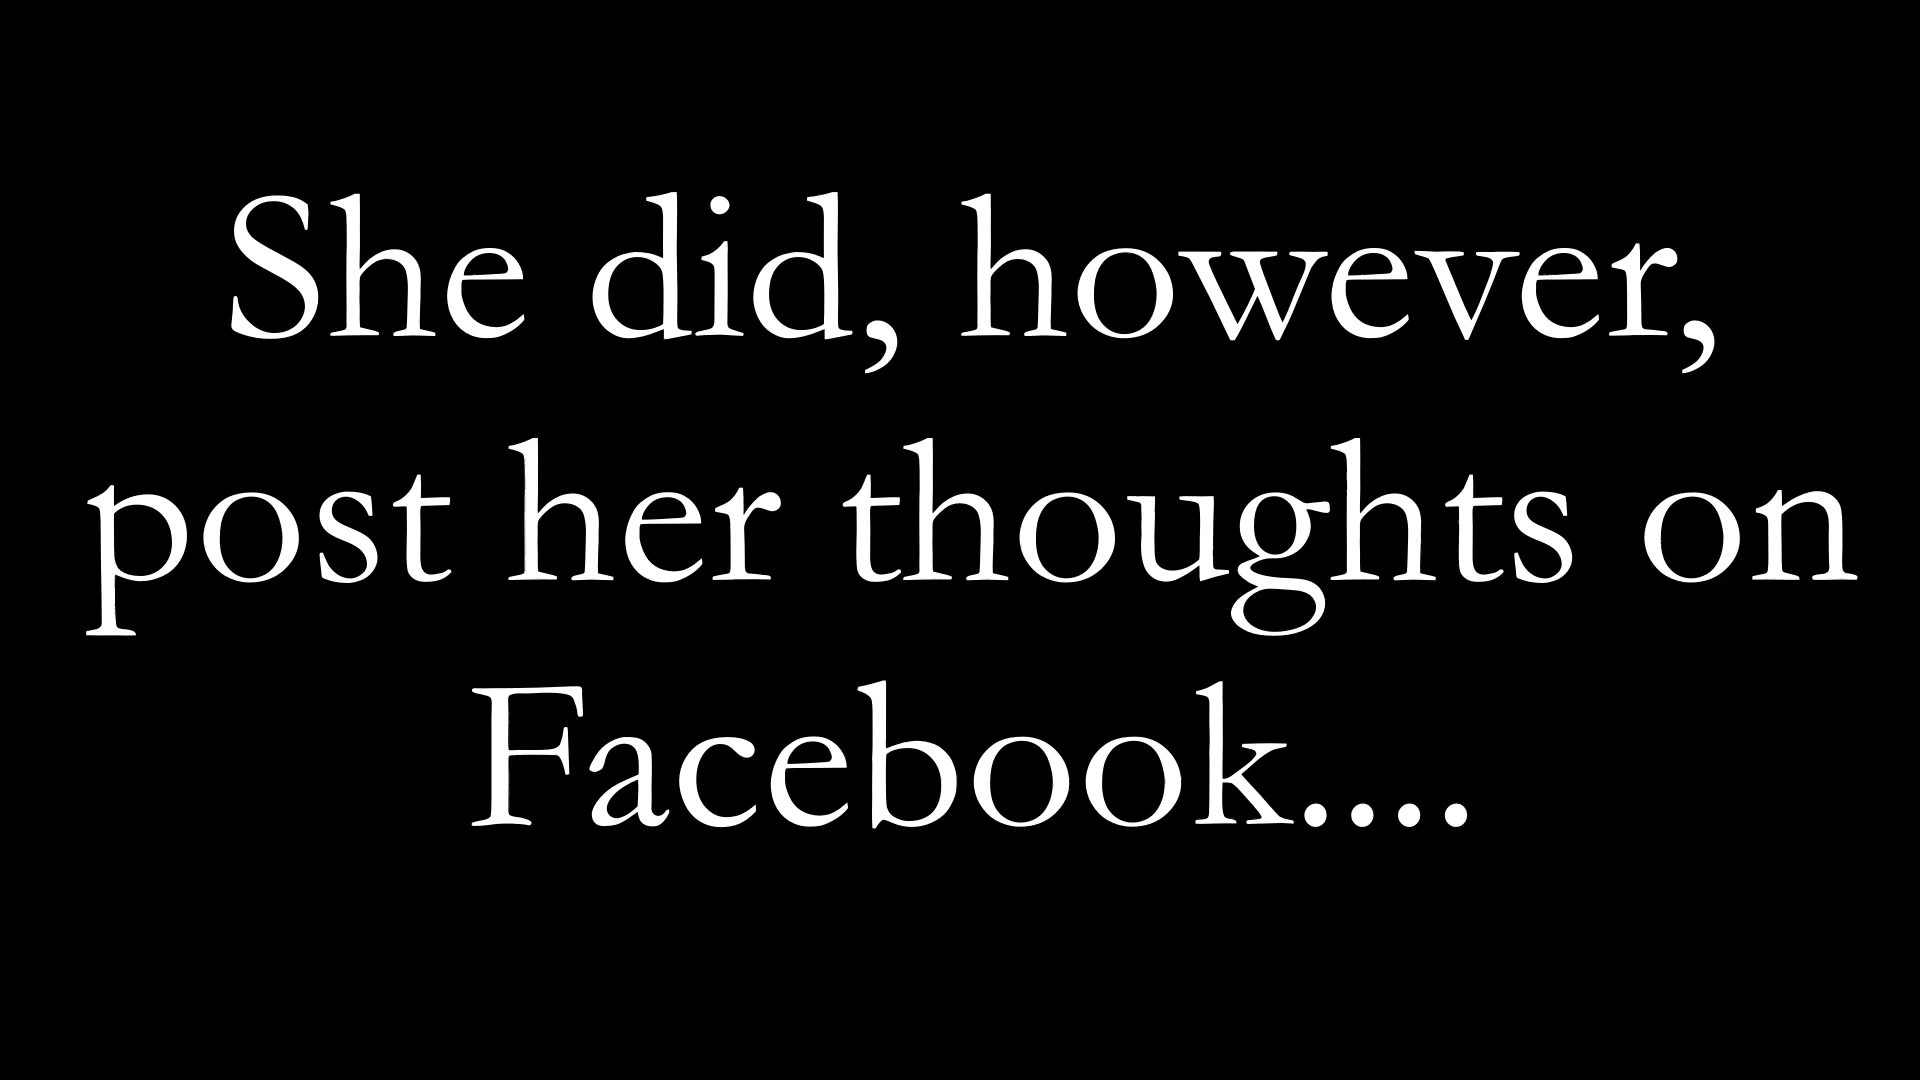 She did, however,
post her thoughts on
Facebook....